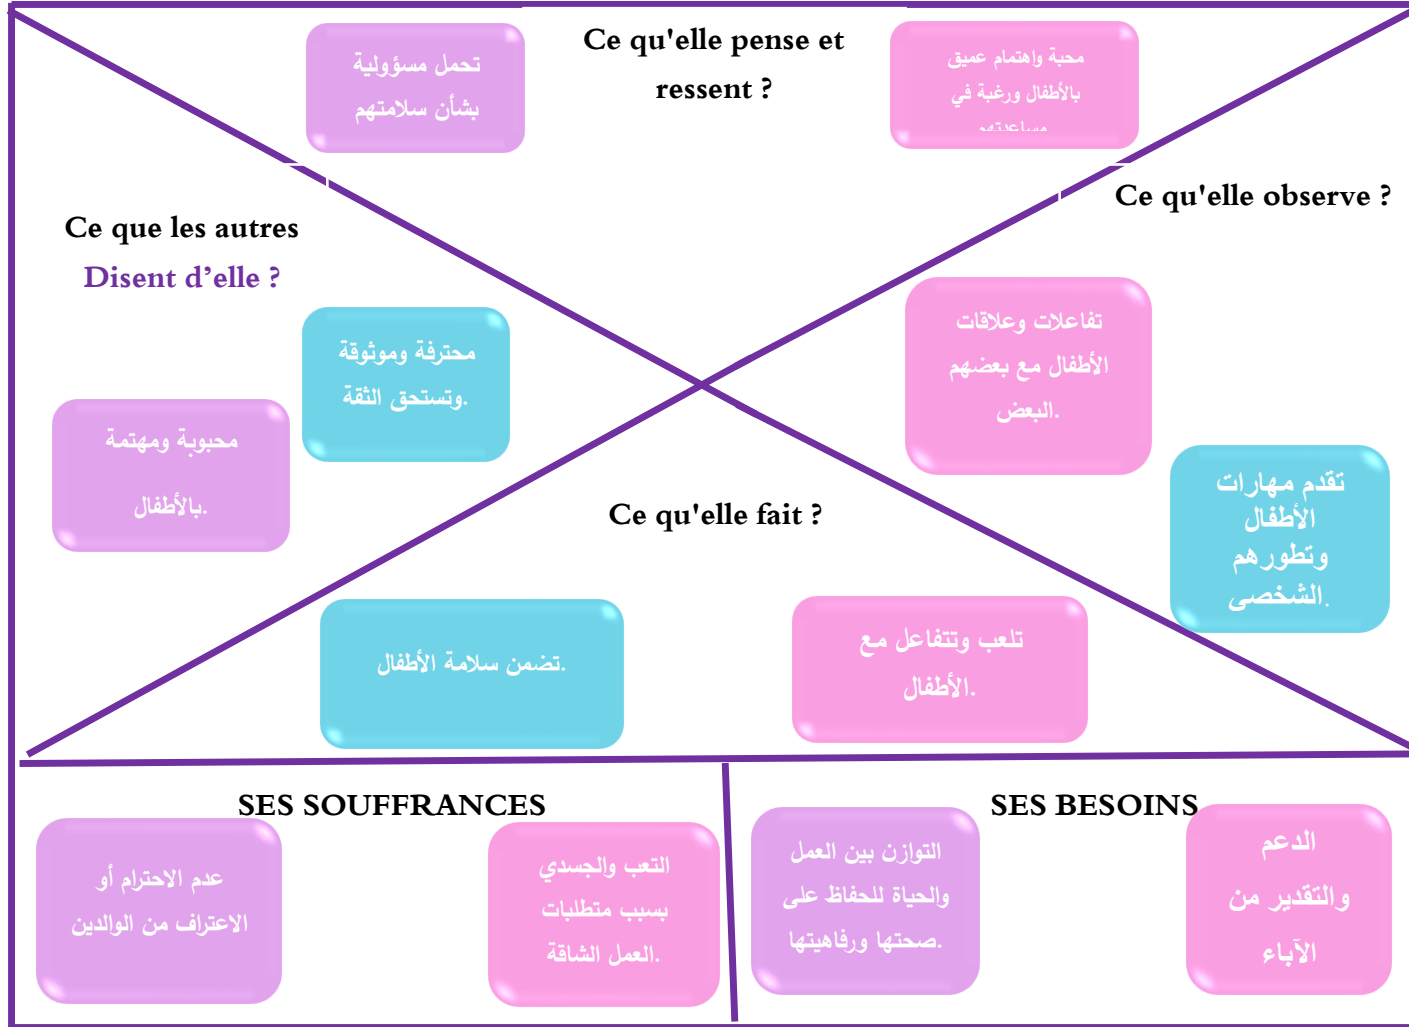 Ce qu'elle pense et
ressent ?
تحمل مسؤولية
بشأن سلامتهم
محبة واهتمام عميق
بالأطفال ورغبة في
مساعدتهم
Ce que les autres
Disent d’elle ?
محترفة وموثوقة
وتستحق الثقة.
محبوبة ومهتمة
بالأطفال.
Ce qu'elle observe ?
تفاعلات وعلاقات
الأطفال مع بعضهم
البعض.
تقدم مهارات
الأطفال
وتطورهم
الشخصى.
Ce qu'elle fait ?
تضمن سلامة الأطفال.
تلعب وتتفاعل مع
الأطفال.
SES SOUFFRANCES
عدم الاحترام أو
الاعتراف من الوالدين
التعب والجسدي
بسبب متطلبات
العمل الشاقة.
SES BESOINS
التوازن بين العمل
والحياة للحفاظ على
صحتها ورفاهيتها.
الدعم
والتقدير من
الآباء